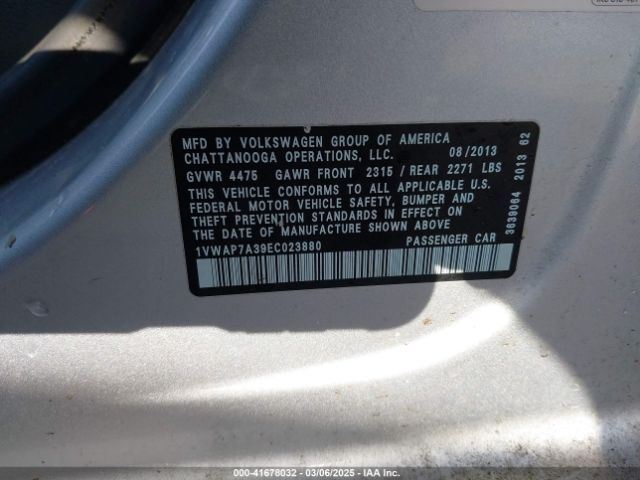 MFD BY VOLKSWAGEN GROUP OF AMERICA
CHATTANOOGA OPERATIONS, LLC. 08/2013
GVWR 4475 GAWR FRONT 2315 / REAR 2271 LBS
THIS VEHICLE CONFORMS TO ALL APPLICABLE U.S.
FEDERAL MOTOR VEHICLE SAFETY, BUMPER AND
THEFT PREVENTION STANDARDS IN EFFECT ON
THE DATE OF MANUFACTURE SHOWN ABOVE
1VWAP7A39EC023880 PASSENGER CAR
3639064 2013 62
000-41678032 / 03/06/2025 / IAA Inc.